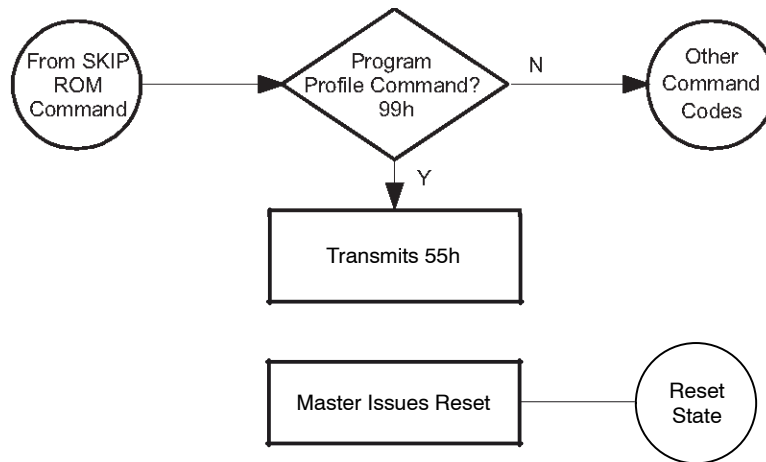 From SKIP
ROM
Command
Program
Profile Command?
99h
N
Other
Command
Codes
Y
Transmits 55h
Master Issues Reset
Reset
State